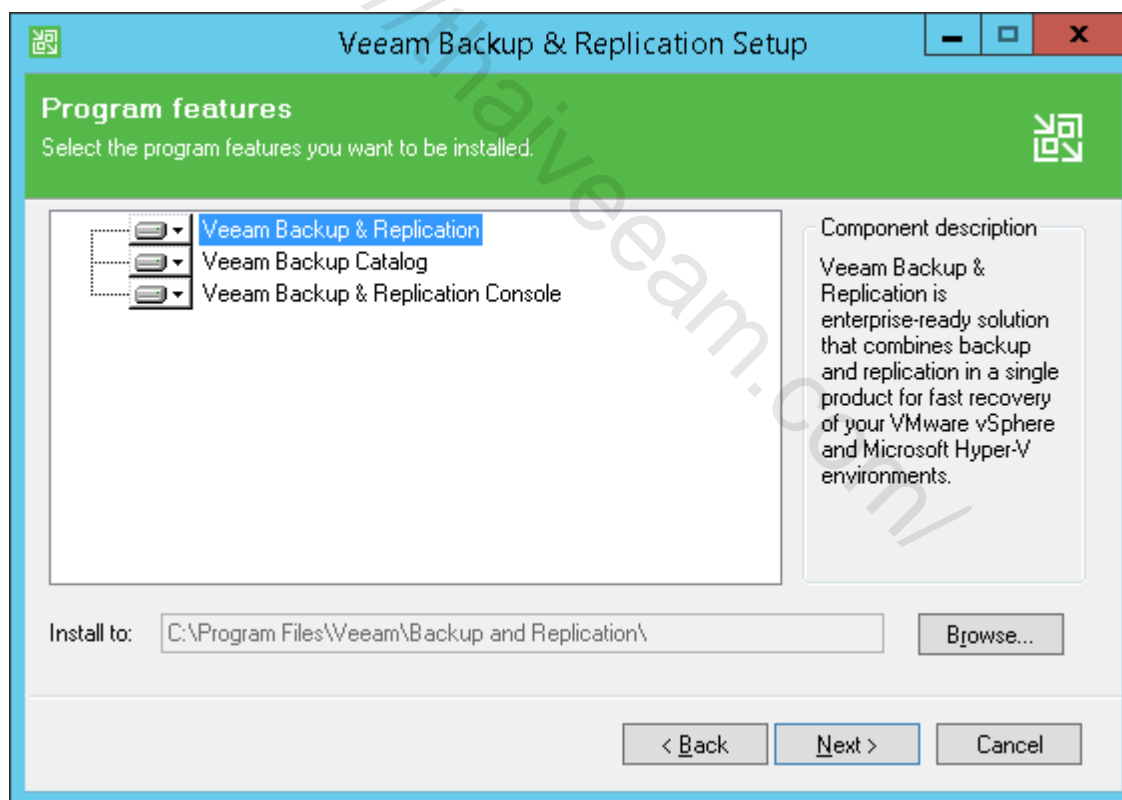 Veeam Backup & Replication Setup
Program features
Select the program features you want to be installed.
Veeam Backup & Replication
Veeam Backup Catalog
Veeam Backup & Replication Console
Component description
Veeam Backup &
Replication is
enterprise-ready solution
that combines backup
and replication in a single
product for fast recovery
of your VMware vSphere
and Microsoft Hyper-V
environments.
Install to: C:\Program Files\Veeam\Backup and Replication\ Browse...
< Back Next > Cancel
//thaiveeam.com/